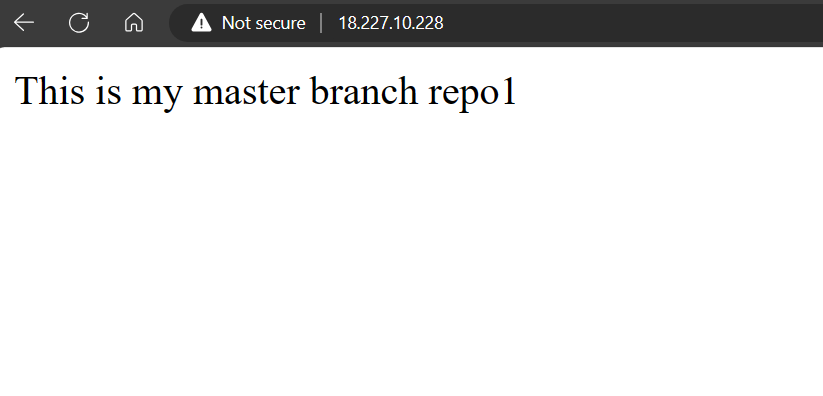 Not secure | 18.227.10.228
This is my master branch repo1